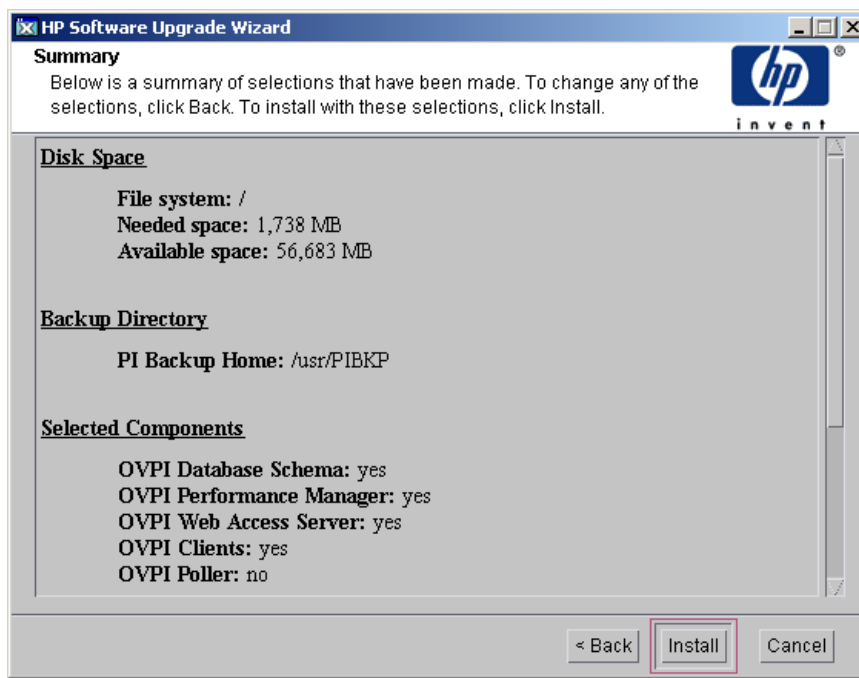 HP Software Upgrade Wizard
Summary
Below is a summary of selections that have been made. To change any of the
selections, click Back. To install with these selections, click Install.
hp
®
invent
Disk Space
File system: /
Needed space: 1,738 MB
Available space: 56,683 MB
Backup Directory
PI Backup Home: /usr/PIBKP
Selected Components
OVPI Database Schema: yes
OVPI Performance Manager: yes
OVPI Web Access Server: yes
OVPI Clients: yes
OVPI Poller: no
< Back Install Cancel